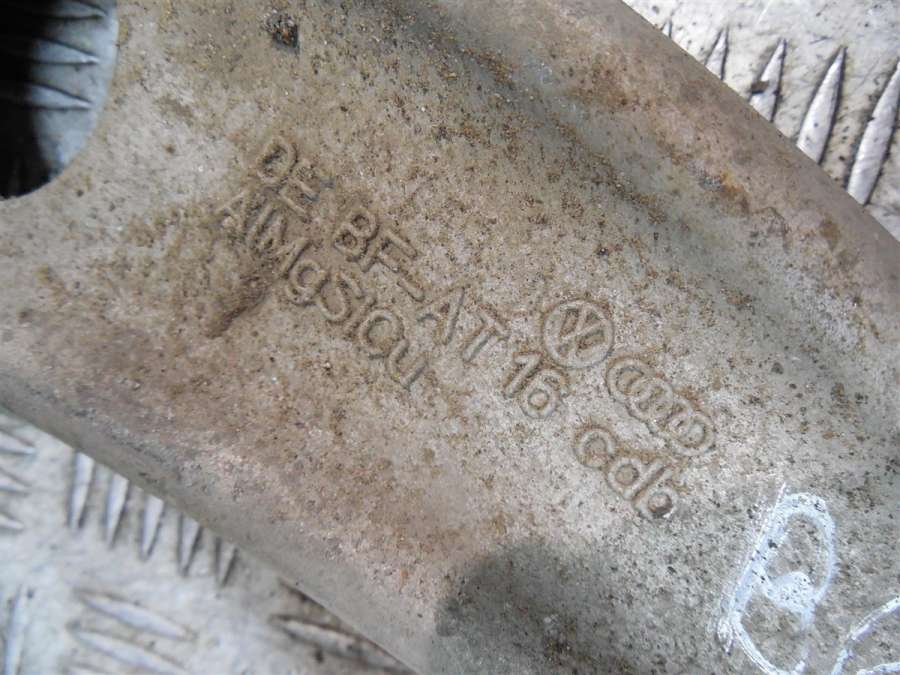 DE. BF-AT 16
AlMgSiCu
cdb